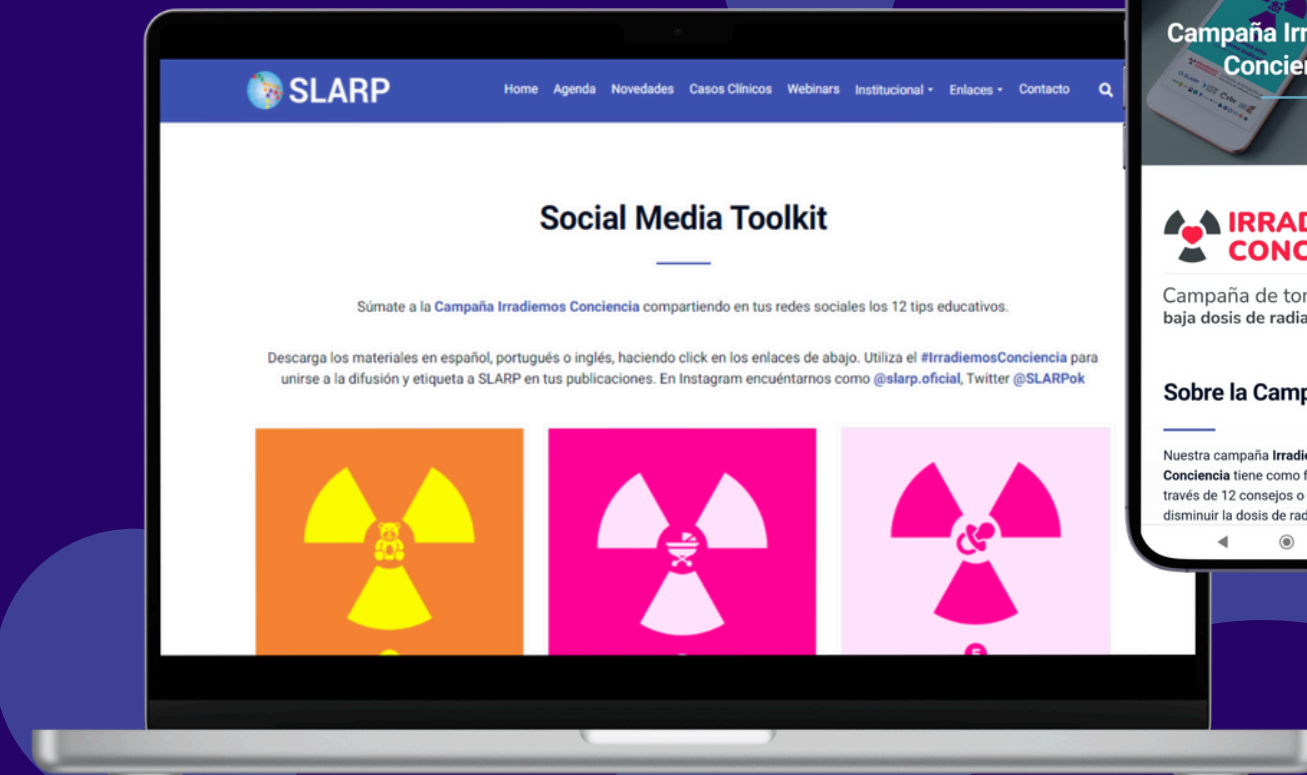 SLARP
Home Agenda Novedades Casos Clínicos Webinars Institucional Enlaces Contacto
Social Media Toolkit
Súmate a la Campaña Irradiemos Conciencia compartiendo en tus redes sociales los 12 tips educativos.
Descarga los materiales en español, portugués o inglés, haciendo click en los enlaces de abajo. Utiliza el #IrradiemosConciencia para
unirse a la difusión y etiqueta a SLARP en tus publicaciones. En Instagram encuéntarnos como @slarp.oficial, Twitter @SLARPok
Campaña Irr
Concien
IRRAD
CONC
Campaña de tom
baja dosis de radia
Sobre la Camp
Nuestra campaña Irradie
Conciencia tiene como f
través de 12 consejos o
disminuir la dosis de rad